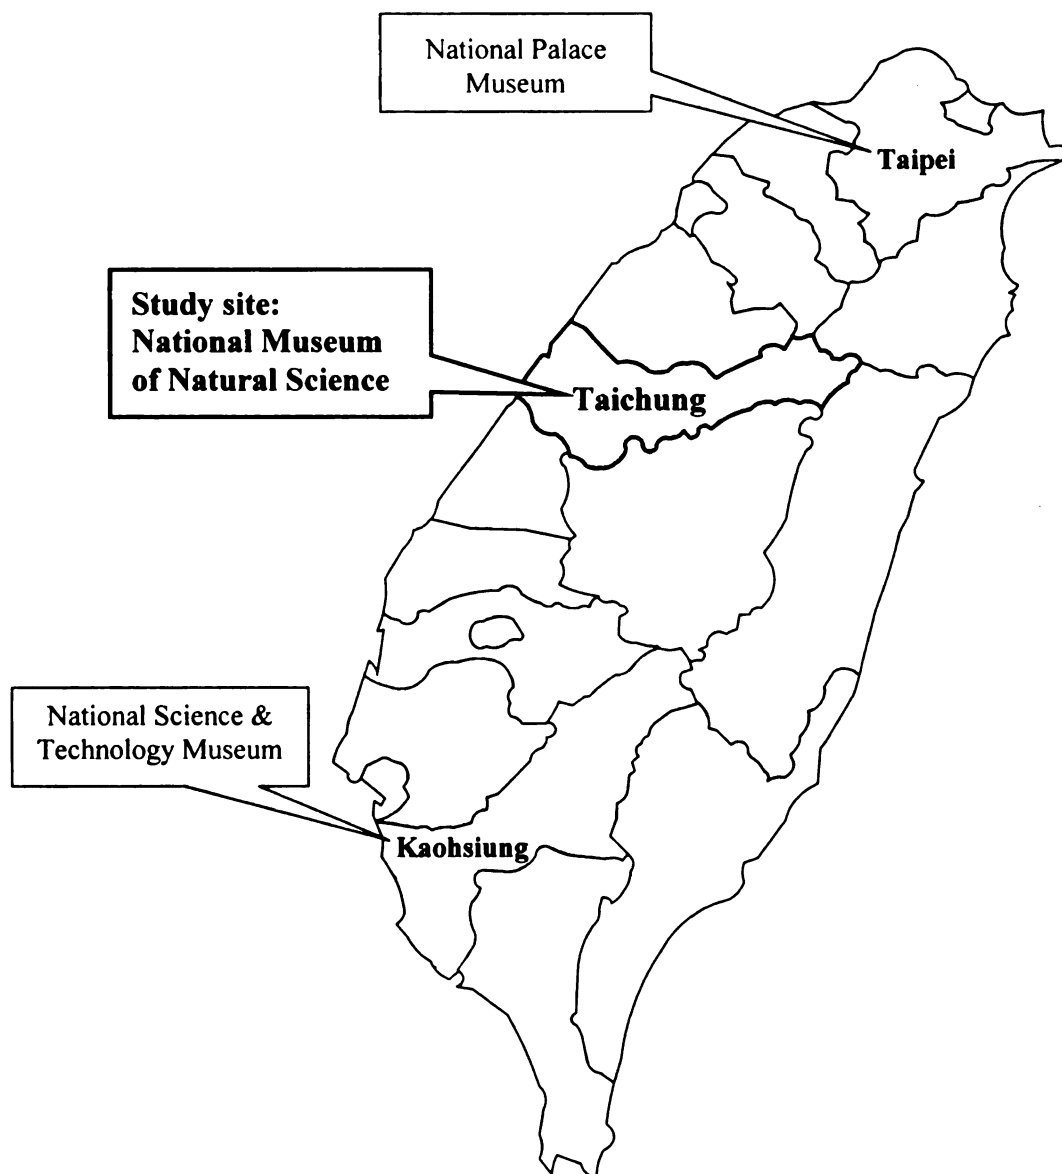 National Palace
Museum
Taipei
Study site:
National Museum
of Natural Science
Taichung
National Science &
Technology Museum
Kaohsiung